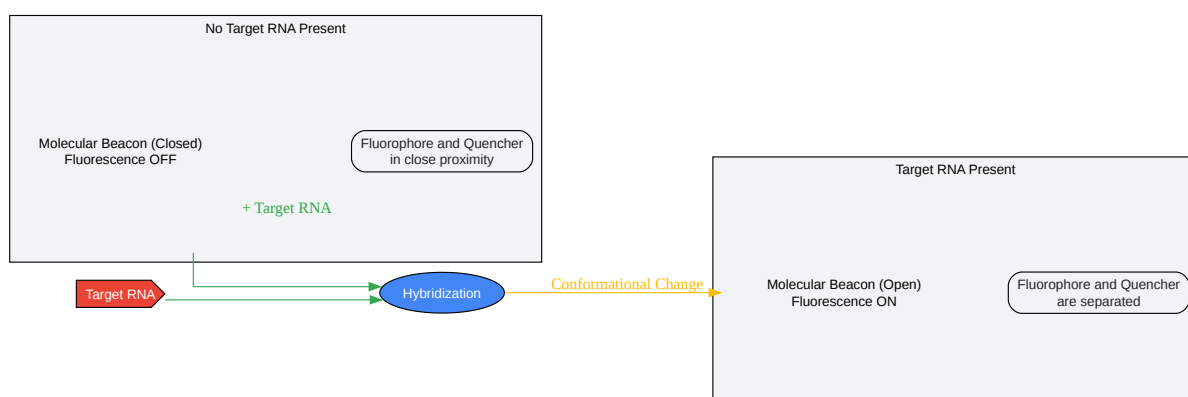 No Target RNA Present
Molecular Beacon (Closed)
Fluorescence OFF
Fluorophore and Quencher
in close proximity
+ Target RNA
Target RNA
Hybridization
Conformational Change
Target RNA Present
Molecular Beacon (Open)
Fluorescence ON
Fluorophore and Quencher
are separated